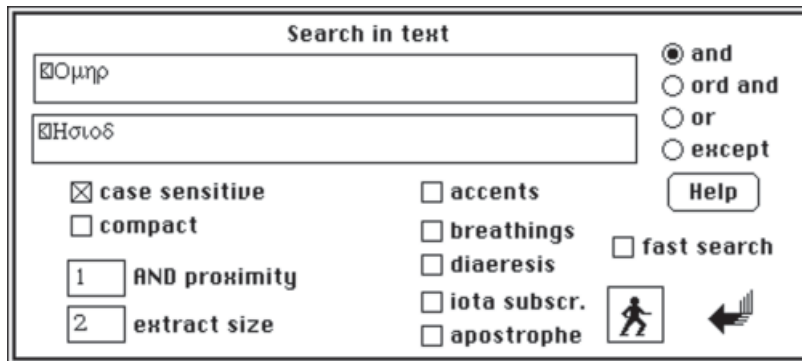 Search in text
Ομηρ
Ησιοδ
and
ord and
or
except
Help
case sensitive
compact
1 AND proximity
2 extract size
accents
breathings
diaeresis
iota subscr.
apostrophe
fast search